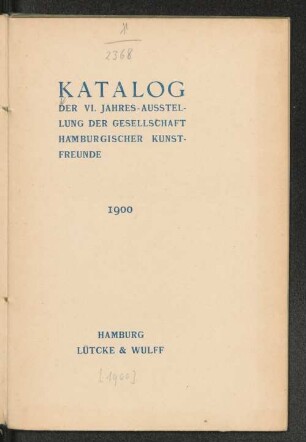 2368
KATALOG
DER VI. JAHRES-AUSSTEL-
LUNG DER GESELLSCHAFT
HAMBURGISCHER KUNST-
FREUNDE
1900
HAMBURG
LÜTCKE & WULFF
[1900]